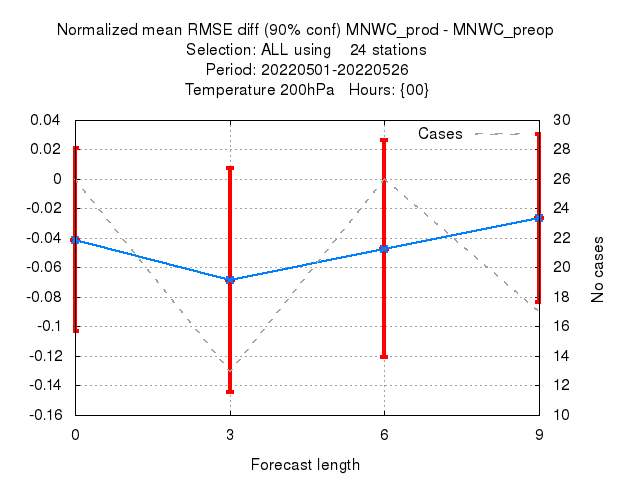 Normalized mean RMSE diff (90% conf) MNWC_prod - MNWC_preop
Selection: ALL using    24 stations
Period: 20220501-20220526
Temperature 200hPa   Hours: {00}
Cases
0.04
0.02
0
-0.02
-0.04
-0.06
-0.08
-0.1
-0.12
-0.14
-0.16
30
28
26
24
22
20
18
16
14
12
10
No cases
0 3 6 9
Forecast length